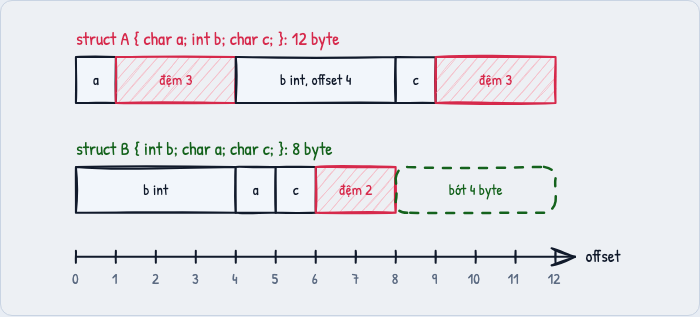 struct A { char a; int b; char c; }: 12 byte
a đệm 3 b int, offset 4 c đệm 3
struct B { int b; char a; char c; }: 8 byte
b int a c đệm 2 bớt 4 byte
offset
0 1 2 3 4 5 6 7 8 9 10 11 12